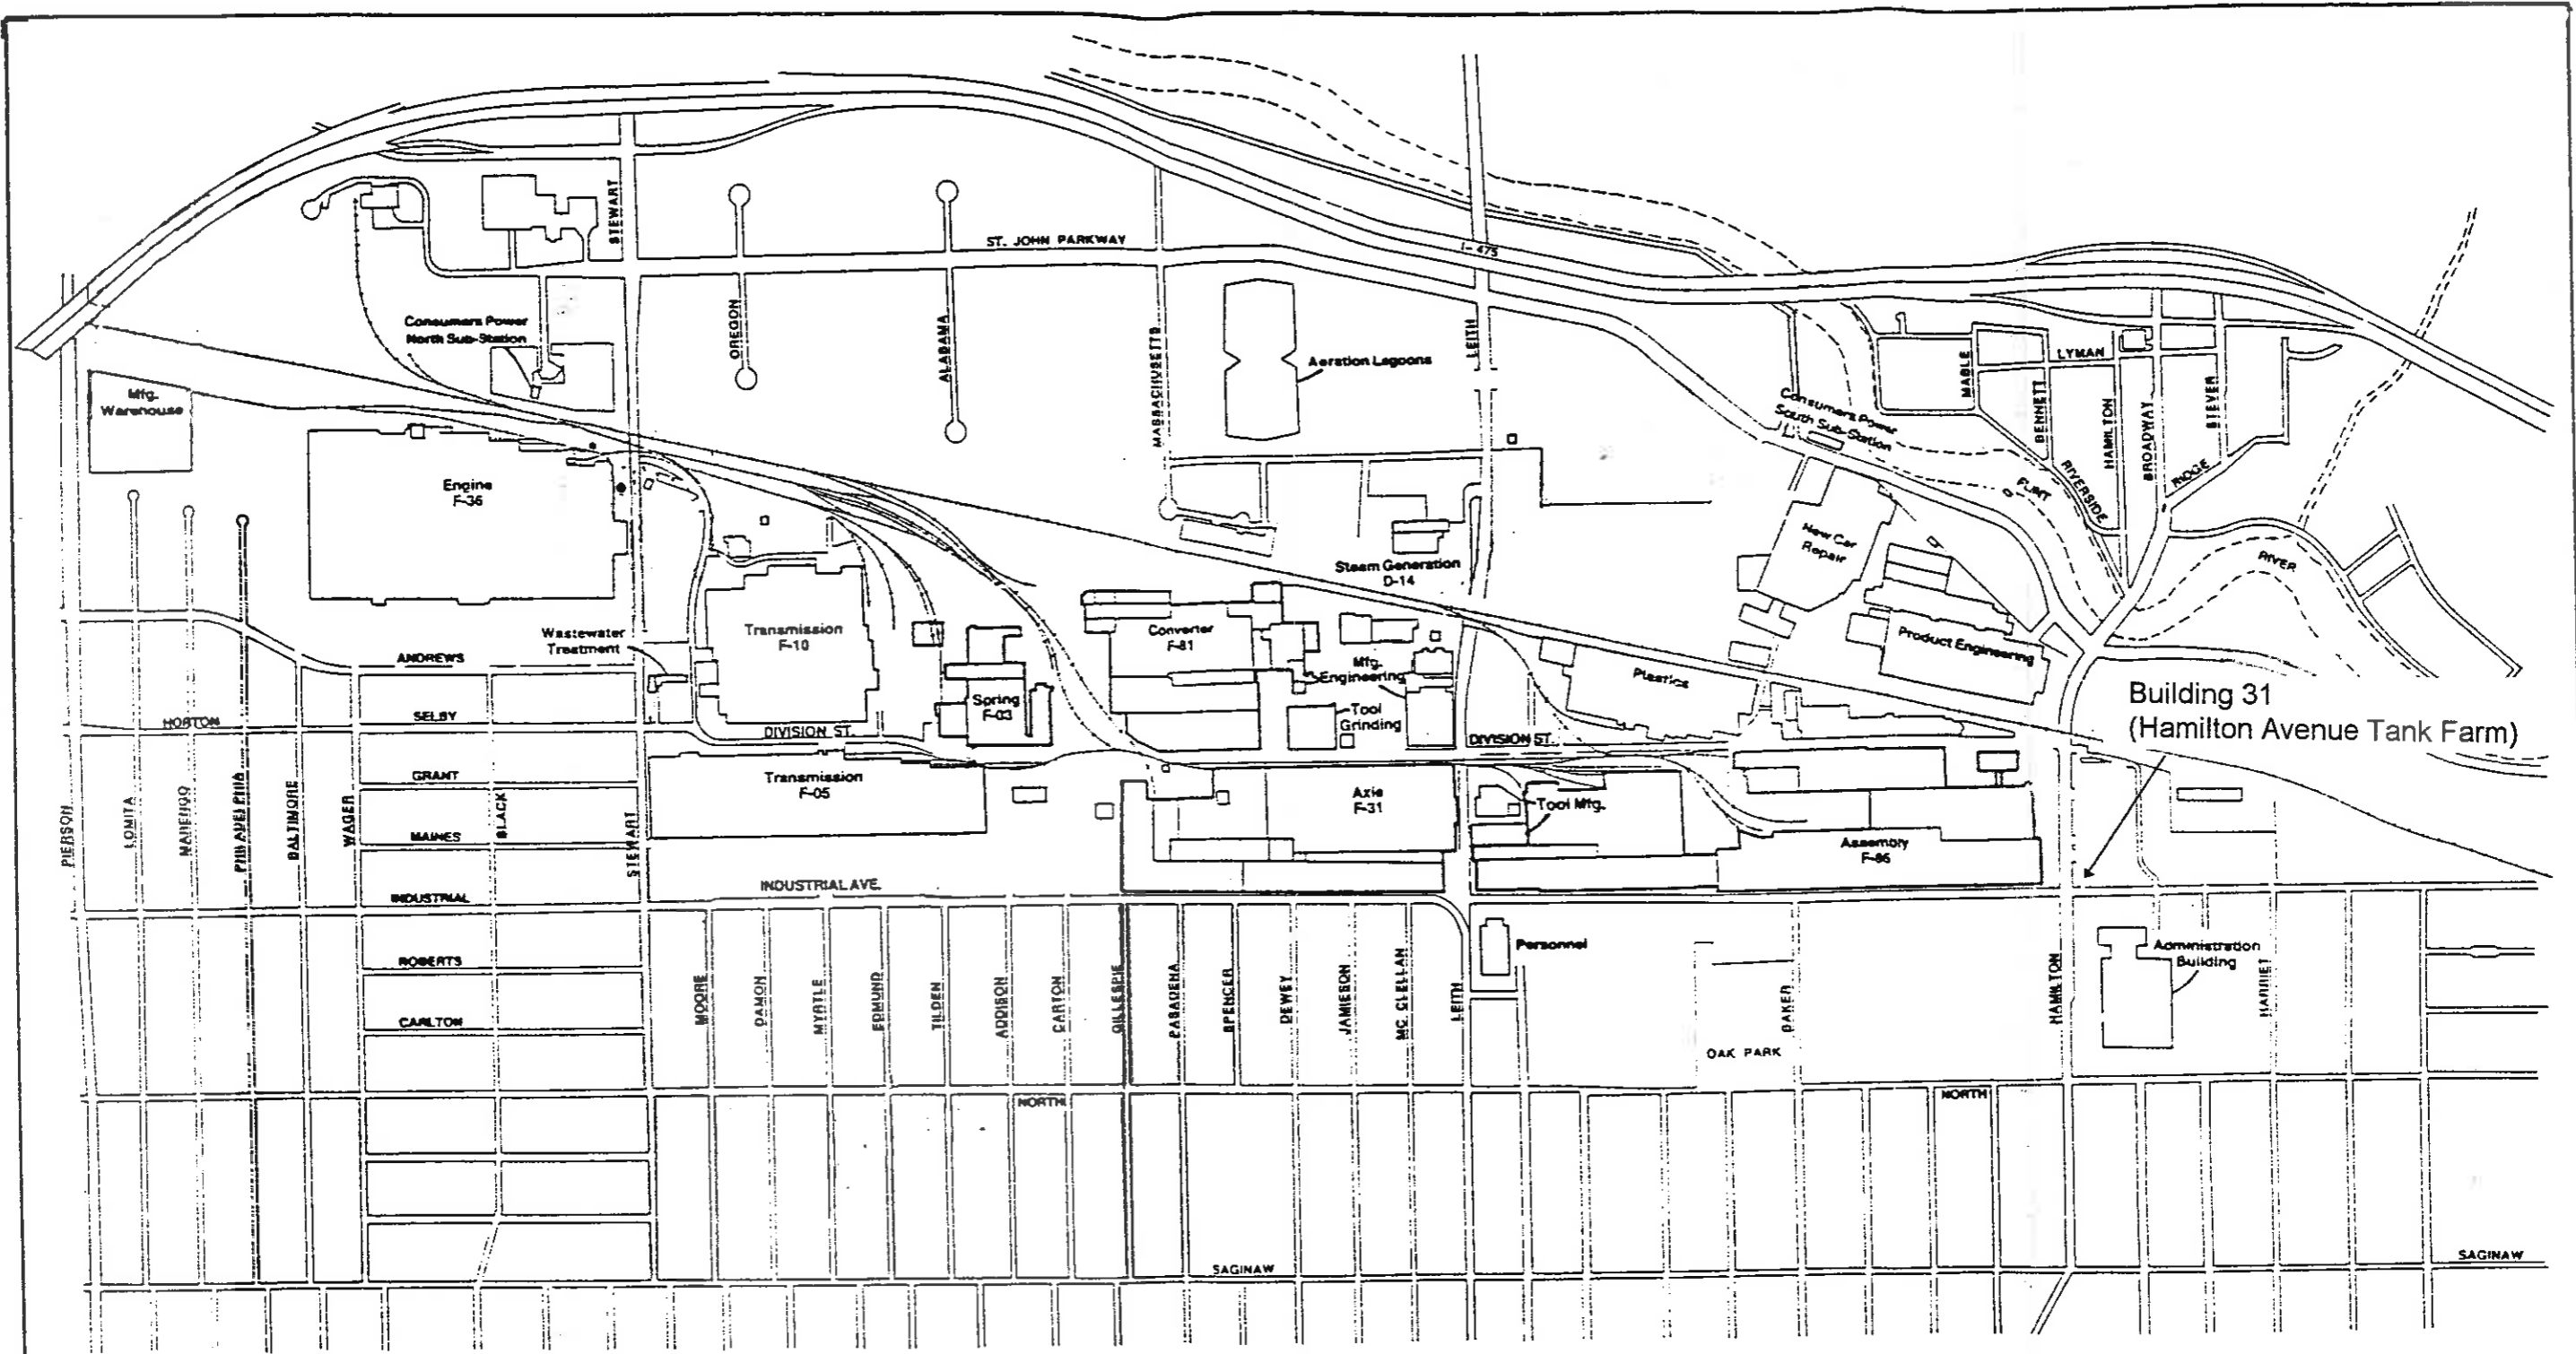 STEWART
ST. JOHN PARKWAY
I-475
Consumers Power
North Sub-Station
OREGON
ALABAMA
MASSACHUSETTS
Aeration Lagoons
LEITH
Mfg.
Warehouse
Consumers Power
South Sub-Station
MABLE
LYMAN
BENNETT
HAMILTON
BROADWAY
STEVER
RIDGE
RIVERSIDE
FLINT
RIVER
Engine
F-36
New Car
Repair
Steam Generation
D-14
Wastewater
Treatment
Transmission
F-10
Converter
F-81
Mfg.
Engineering
Product Engineering
Plastics
Spring
F-03
Tool
Grinding
ANDREWS
HORTON
SELBY
DIVISION ST.
DIVISION ST.
Building 31
(Hamilton Avenue Tank Farm)
GRANT
Transmission
F-05
Axle
F-31
Tool Mfg.
Assembly
F-86
PIERSON
LOMITA
MARENGO
PHILADELPHIA
BALTIMORE
WAGER
BLACK
MAINES
STEWART
INDUSTRIAL AVE.
INDUSTRIAL
ROBERTS
CARLTON
MOORE
DAMON
MYRTLE
EDMUND
TILDEN
ADDISON
CARTON
GILLESPIE
PASADENA
SPENCER
DEWEY
JAMIESON
MC CLELLAN
LEITH
Personnel
DAKER
OAK PARK
HAMILTON
Administration
Building
HARRIET
NORTH
NORTH
SAGINAW
SAGINAW